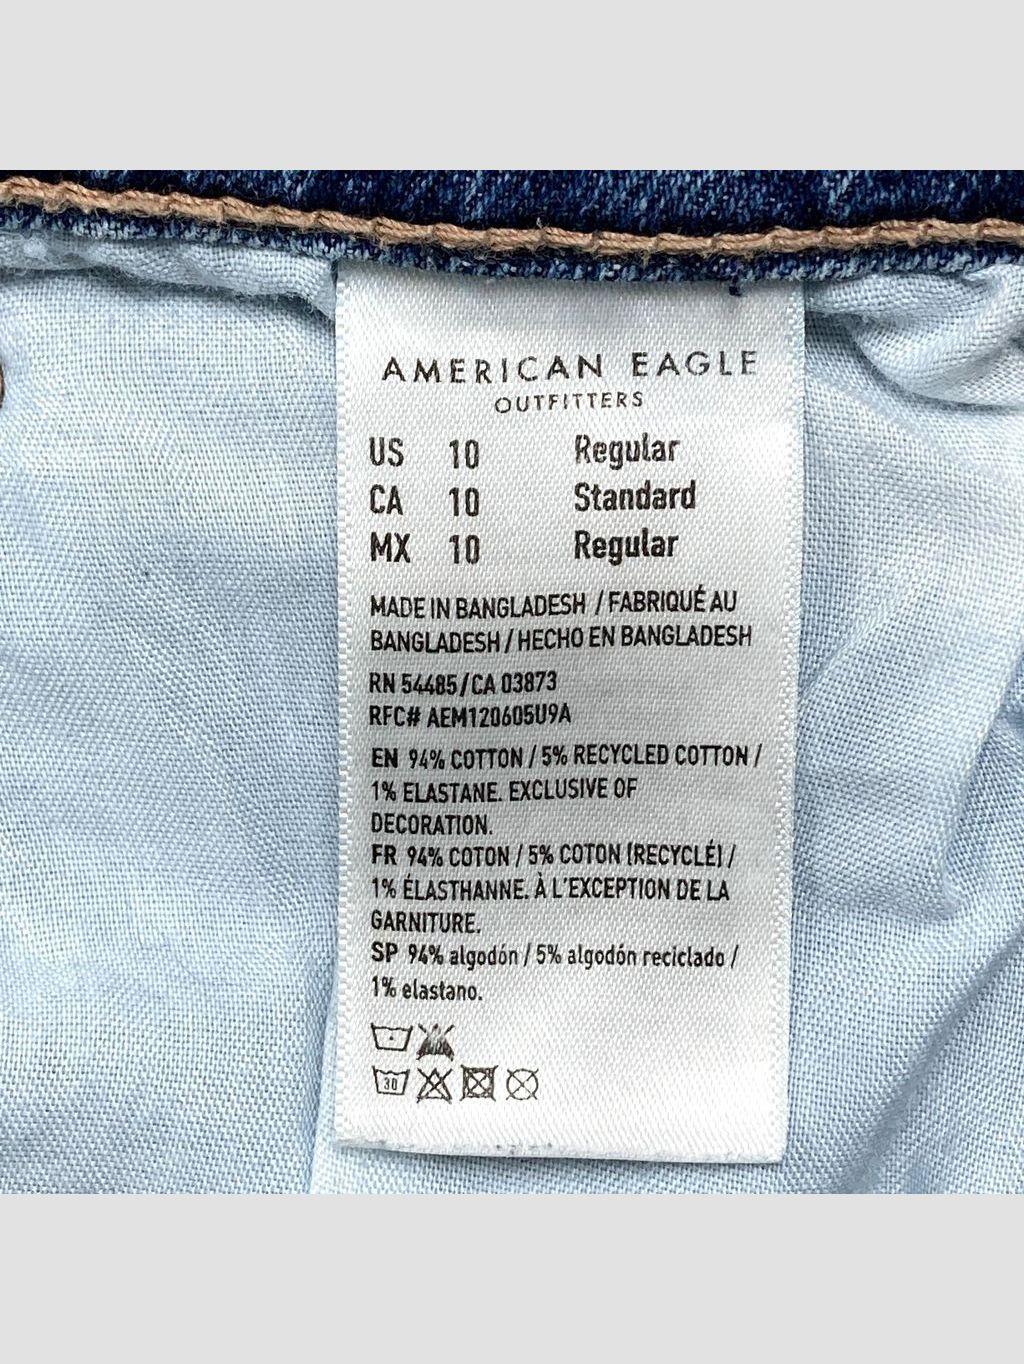 AMERICAN EAGLE
OUTFITTERS
US 10 Regular
CA 10 Standard
MX 10 Regular
MADE IN BANGLADESH / FABRIQUÉ AU
BANGLADESH / HECHO EN BANGLADESH
RN 54485/CA 03873
RFC# AEM120605U9A
EN 94% COTTON / 5% RECYCLED COTTON /
1% ELASTANE. EXCLUSIVE OF
DECORATION.
FR 94% COTON / 5% COTON (RECYCLÉ) /
1% ÉLASTHANNE. À L'EXCEPTION DE LA
GARNITURE.
SP 94% algodón / 5% algodón reciclado /
1% elastano.
30